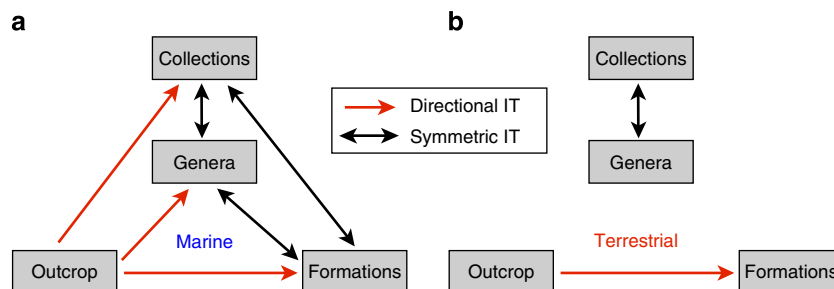 a
b
Collections
Collections
Directional IT
Symmetric IT
Genera
Genera
Marine
Terrestrial
Outcrop
Formations
Outcrop
Formations